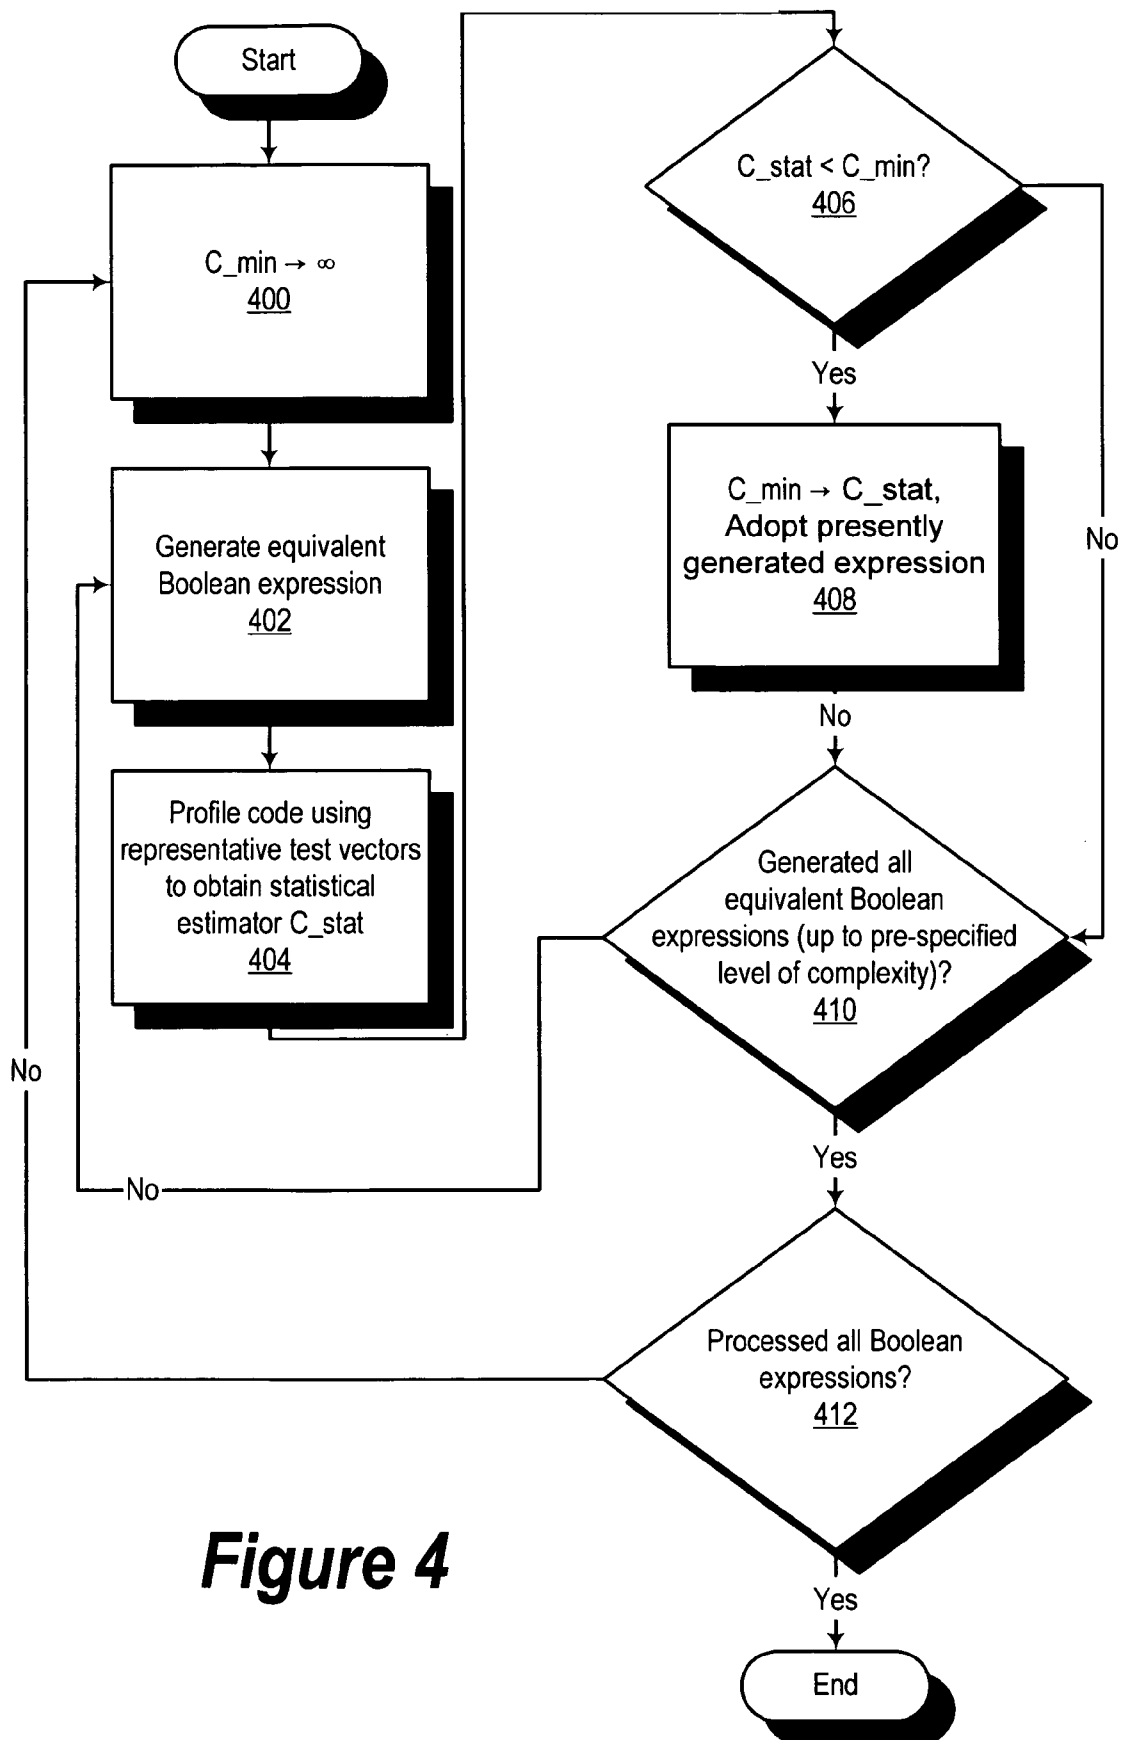 Start
C_min → ∞
400
Generate equivalent
Boolean expression
402
Profile code using
representative test vectors
to obtain statistical
estimator C_stat
404
C_stat < C_min?
406
Yes
No
C_min → C_stat,
Adopt presently
generated expression
408
No
Generated all
equivalent Boolean
expressions (up to pre-specified
level of complexity)?
410
No
No
Yes
Processed all Boolean
expressions?
412
Yes
End
Figure 4